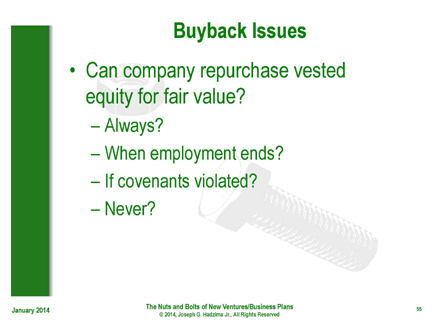 Buyback Issues
• Can company repurchase vested
equity for fair value?
– Always?
– When employment ends?
– If covenants violated?
– Never?
January 2014
The Nuts and Bolts of New Ventures/Business Plans
© 2014, Joseph G. Hadzima Jr., All Rights Reserved
55